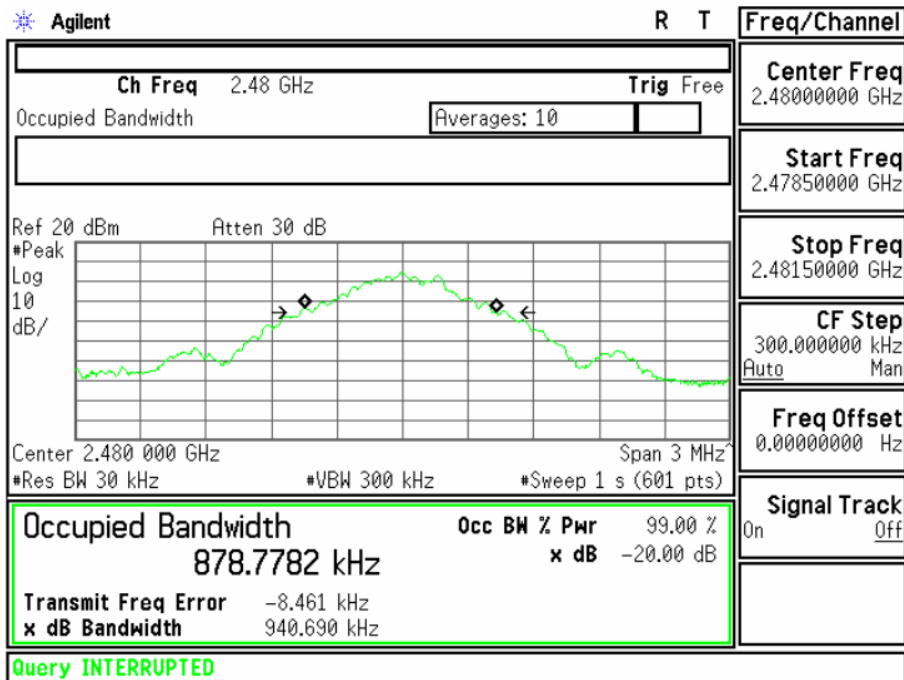 Agilent R T
Freq/Channel
Ch Freq 2.48 GHz Trig Free
Occupied Bandwidth Averages: 10
Ref 20 dBm Atten 30 dB
#Peak
Log
10
dB/
Center 2.480 000 GHz Span 3 MHz^
#Res BW 30 kHz #VBW 300 kHz #Sweep 1 s (601 pts)
Occupied Bandwidth
878.7782 kHz
Occ BW % Pwr 99.00 %
x dB -20.00 dB
Transmit Freq Error -8.461 kHz
x dB Bandwidth 940.690 kHz
Query INTERRUPTED
Center Freq
2.48000000 GHz
Start Freq
2.47850000 GHz
Stop Freq
2.48150000 GHz
CF Step
300.000000 kHz
Auto Man
Freq Offset
0.00000000 Hz
Signal Track
On Off